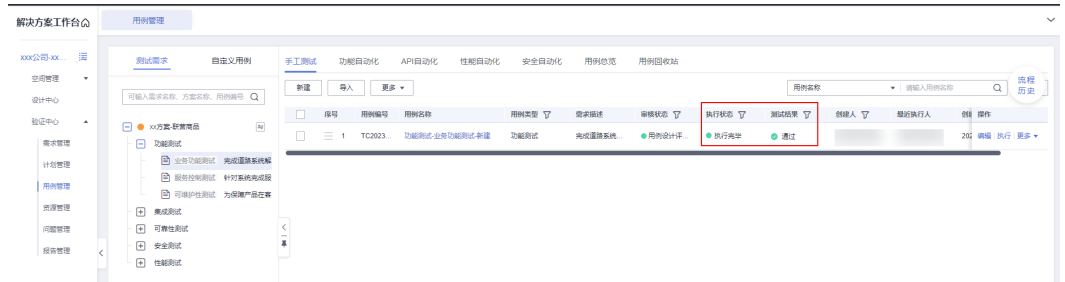 解决方案工作台
用例管理
xxx公司-xx...
空间管理
设计中心
验证中心
需求管理
计划管理
用例管理
资源管理
问题管理
报告管理
测试需求 自定义用例
可输入需求名称、方案名称、用例编号
xx方案-联营商品
功能测试
业务功能测试 完成道路系统解
服务控制测试 针对系统完成服
可维护性测试 为保障产品在客
集成测试
可靠性测试
安全测试
性能测试
手工测试 功能自动化 API自动化 性能自动化 安全自动化 用例总览 用例回收站
新建 导入 更多
用例名称 请输入用例名称
流程历史
序号 用例编号 用例名称 用例类型 需求描述 审核状态 执行状态 测试结果 创建人 最近执行人 创 操作
1 TC2023... 功能测试-业务功能测试-新建 功能测试 完成道路系统... 用例设计评... 执行完毕 通过 202 编辑 执行 更多